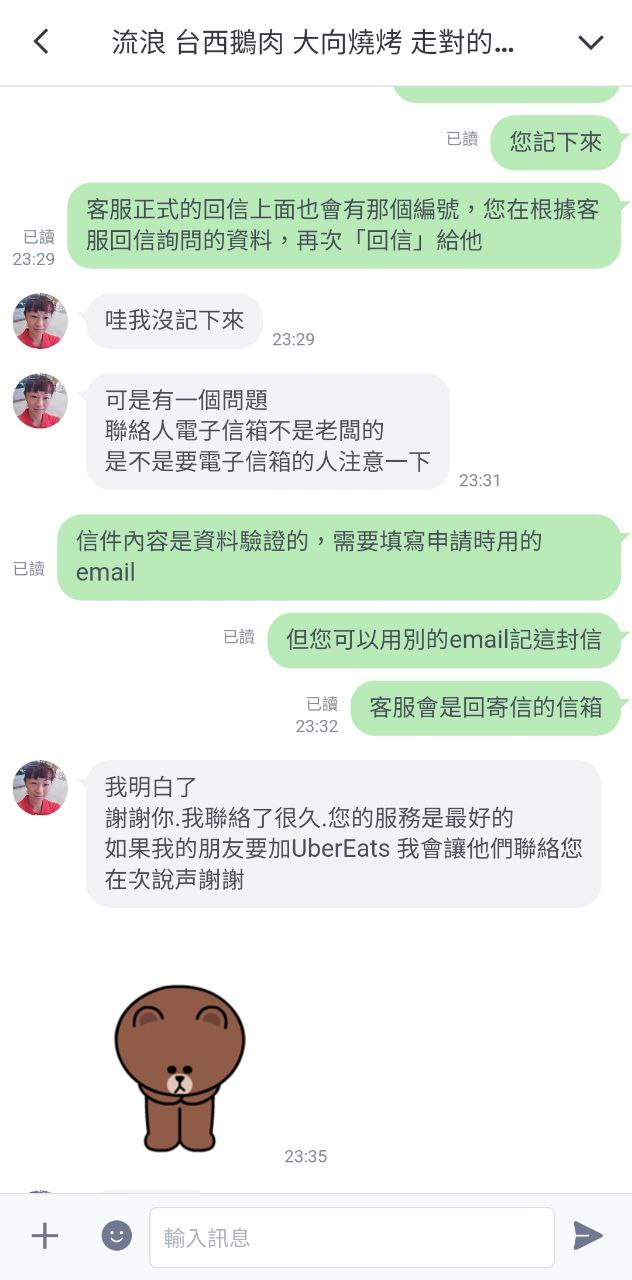 流浪 台西鵝肉 大向燒烤 走對的...
已讀
您記下來
客服正式的回信上面也會有那個編號，您在根據客
服回信詢問的資料，再次「回信」給他
已讀
23:29
哇我沒記下來
23:29
可是有一個問題
聯絡人電子信箱不是老闆的
是不是要電子信箱的人注意一下
23:31
信件內容是資料驗證的，需要填寫申請時用的
email
已讀
已讀
但您可以用別的email記這封信
已讀
23:32
客服會是回寄信的信箱
我明白了
謝謝你.我聯絡了很久.您的服務是最好的
如果我的朋友要加UberEats 我會讓他們聯絡您
在次說声謝謝
23:35
輸入訊息